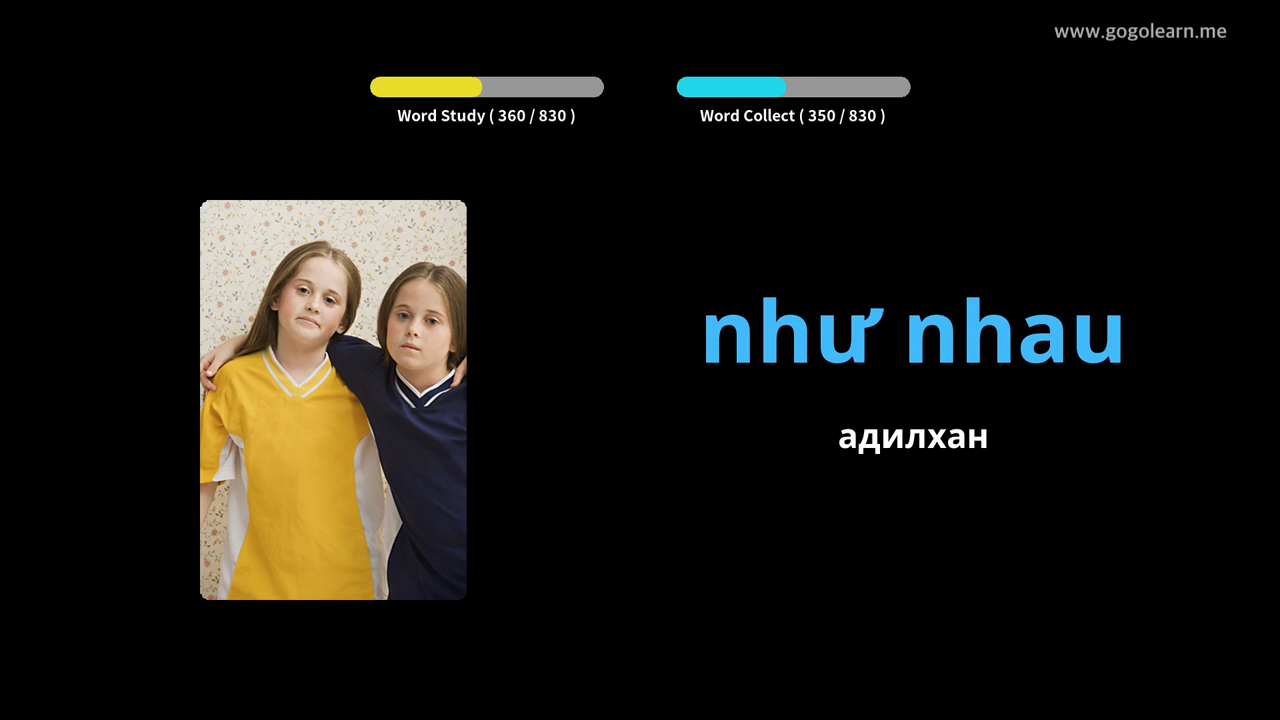 www.gogolearn.me
Word Study ( 360 / 830 )
Word Collect ( 350 / 830 )
như nhau
адилхан